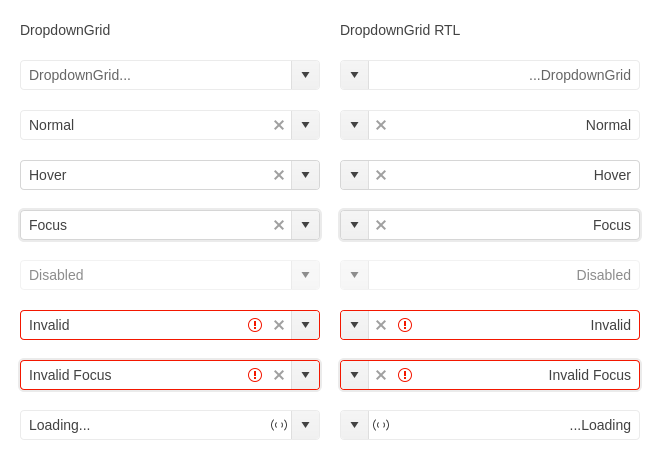 DropdownGrid DropdownGrid RTL
DropdownGrid... ...DropdownGrid
Normal Normal
Hover Hover
Focus Focus
Disabled Disabled
Invalid Invalid
Invalid Focus Invalid Focus
Loading... ...Loading